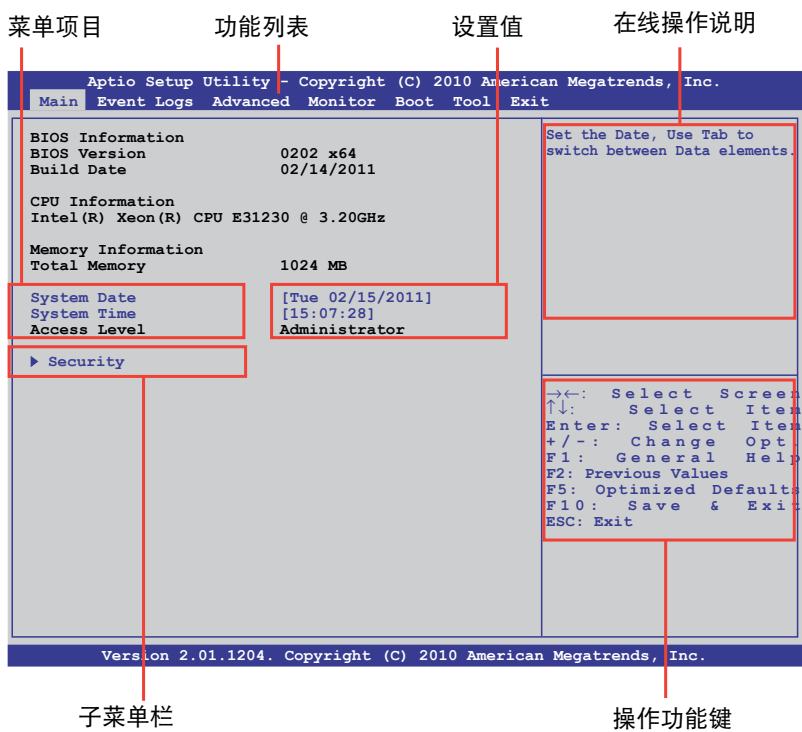 菜单项目 功能列表 设置值 在线操作说明
Aptio Setup Utility - Copyright (C) 2010 American Megatrends, Inc.
Main Event Logs Advanced Monitor Boot Tool Exit
BIOS Information
BIOS Version 0202 x64
Build Date 02/14/2011
CPU Information
Intel(R) Xeon(R) CPU E31230 @ 3.20GHz
Memory Information
Total Memory 1024 MB
System Date [Tue 02/15/2011]
System Time [15:07:28]
Access Level Administrator
▶ Security
Set the Date, Use Tab to
switch between Data elements.
→←: Select Screen
↑↓: Select Item
Enter: Select Item
+/-: Change Opt.
F1: General Help
F2: Previous Values
F5: Optimized Defaults
F10: Save & Exit
ESC: Exit
Version 2.01.1204. Copyright (C) 2010 American Megatrends, Inc.
子菜单栏 操作功能键